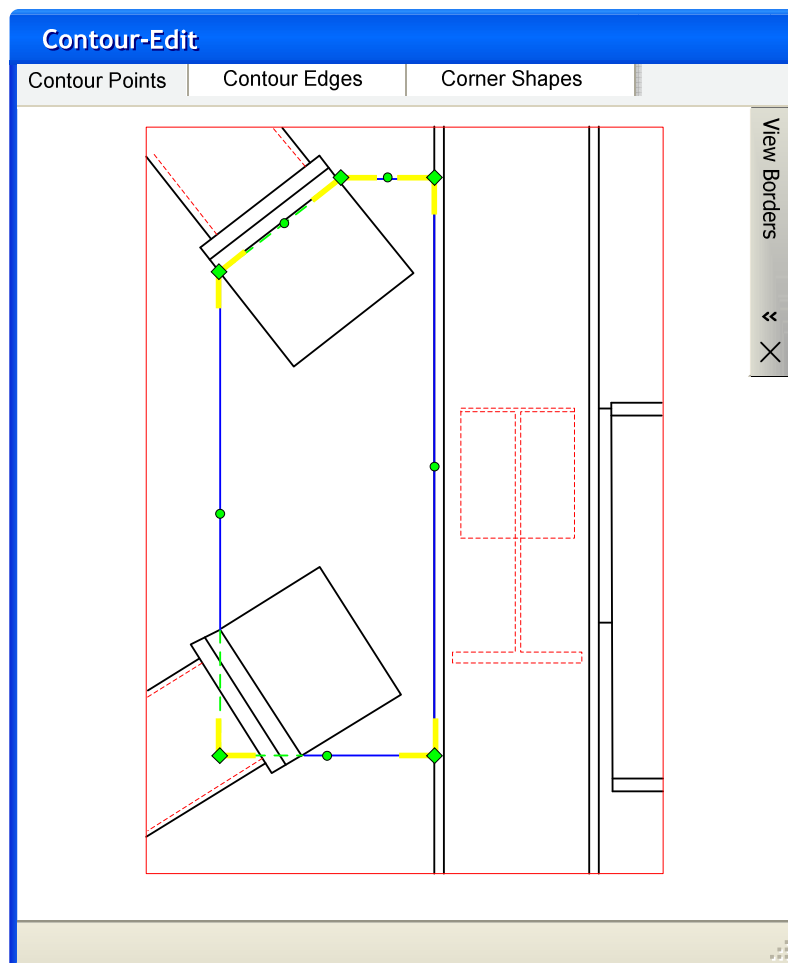 Contour-Edit
Contour Points
Contour Edges
Corner Shapes
View Borders